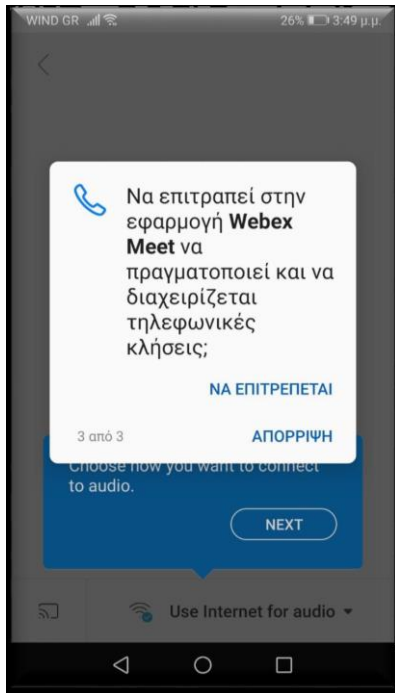 WIND GR 26% 3:49 μ.μ.
Να επιτραπεί στην
εφαρμογή Webex
Meet να
πραγματοποιεί και να
διαχειρίζεται
τηλεφωνικές
κλήσεις;
ΝΑ ΕΠΙΤΡΕΠΕΤΑΙ
3 από 3 ΑΠΟΡΡΙΨΗ
Choose how you want to connect
to audio.
NEXT
Use Internet for audio